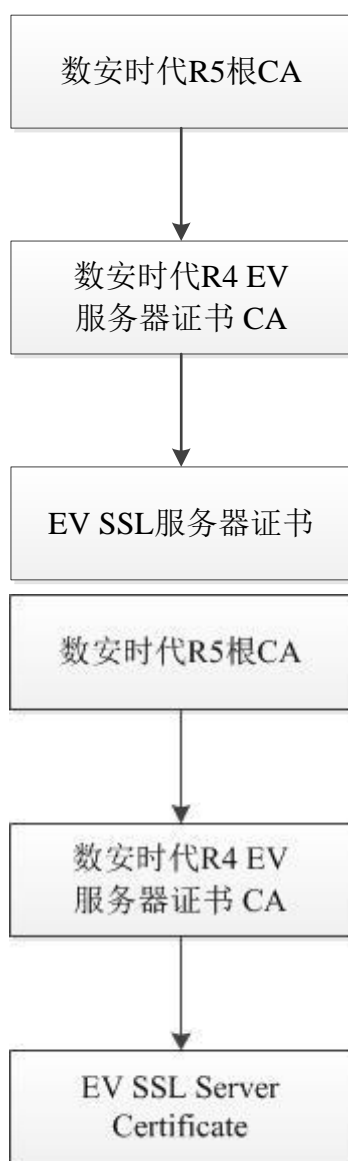 数安时代R5根CA
数安时代R4 EV
服务器证书 CA
EV SSL服务器证书
数安时代R5根CA
数安时代R4 EV
服务器证书 CA
EV SSL Server
Certificate